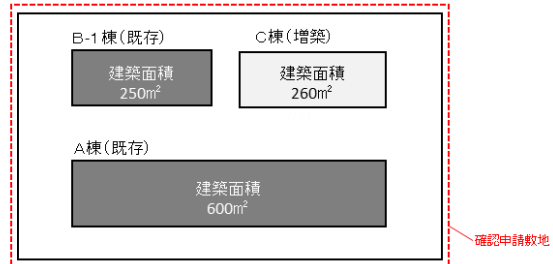 B-1棟(既存)
C棟(増築)
建築面積
250m²
建築面積
260m²
A棟(既存)
建築面積
600m²
確認申請敷地